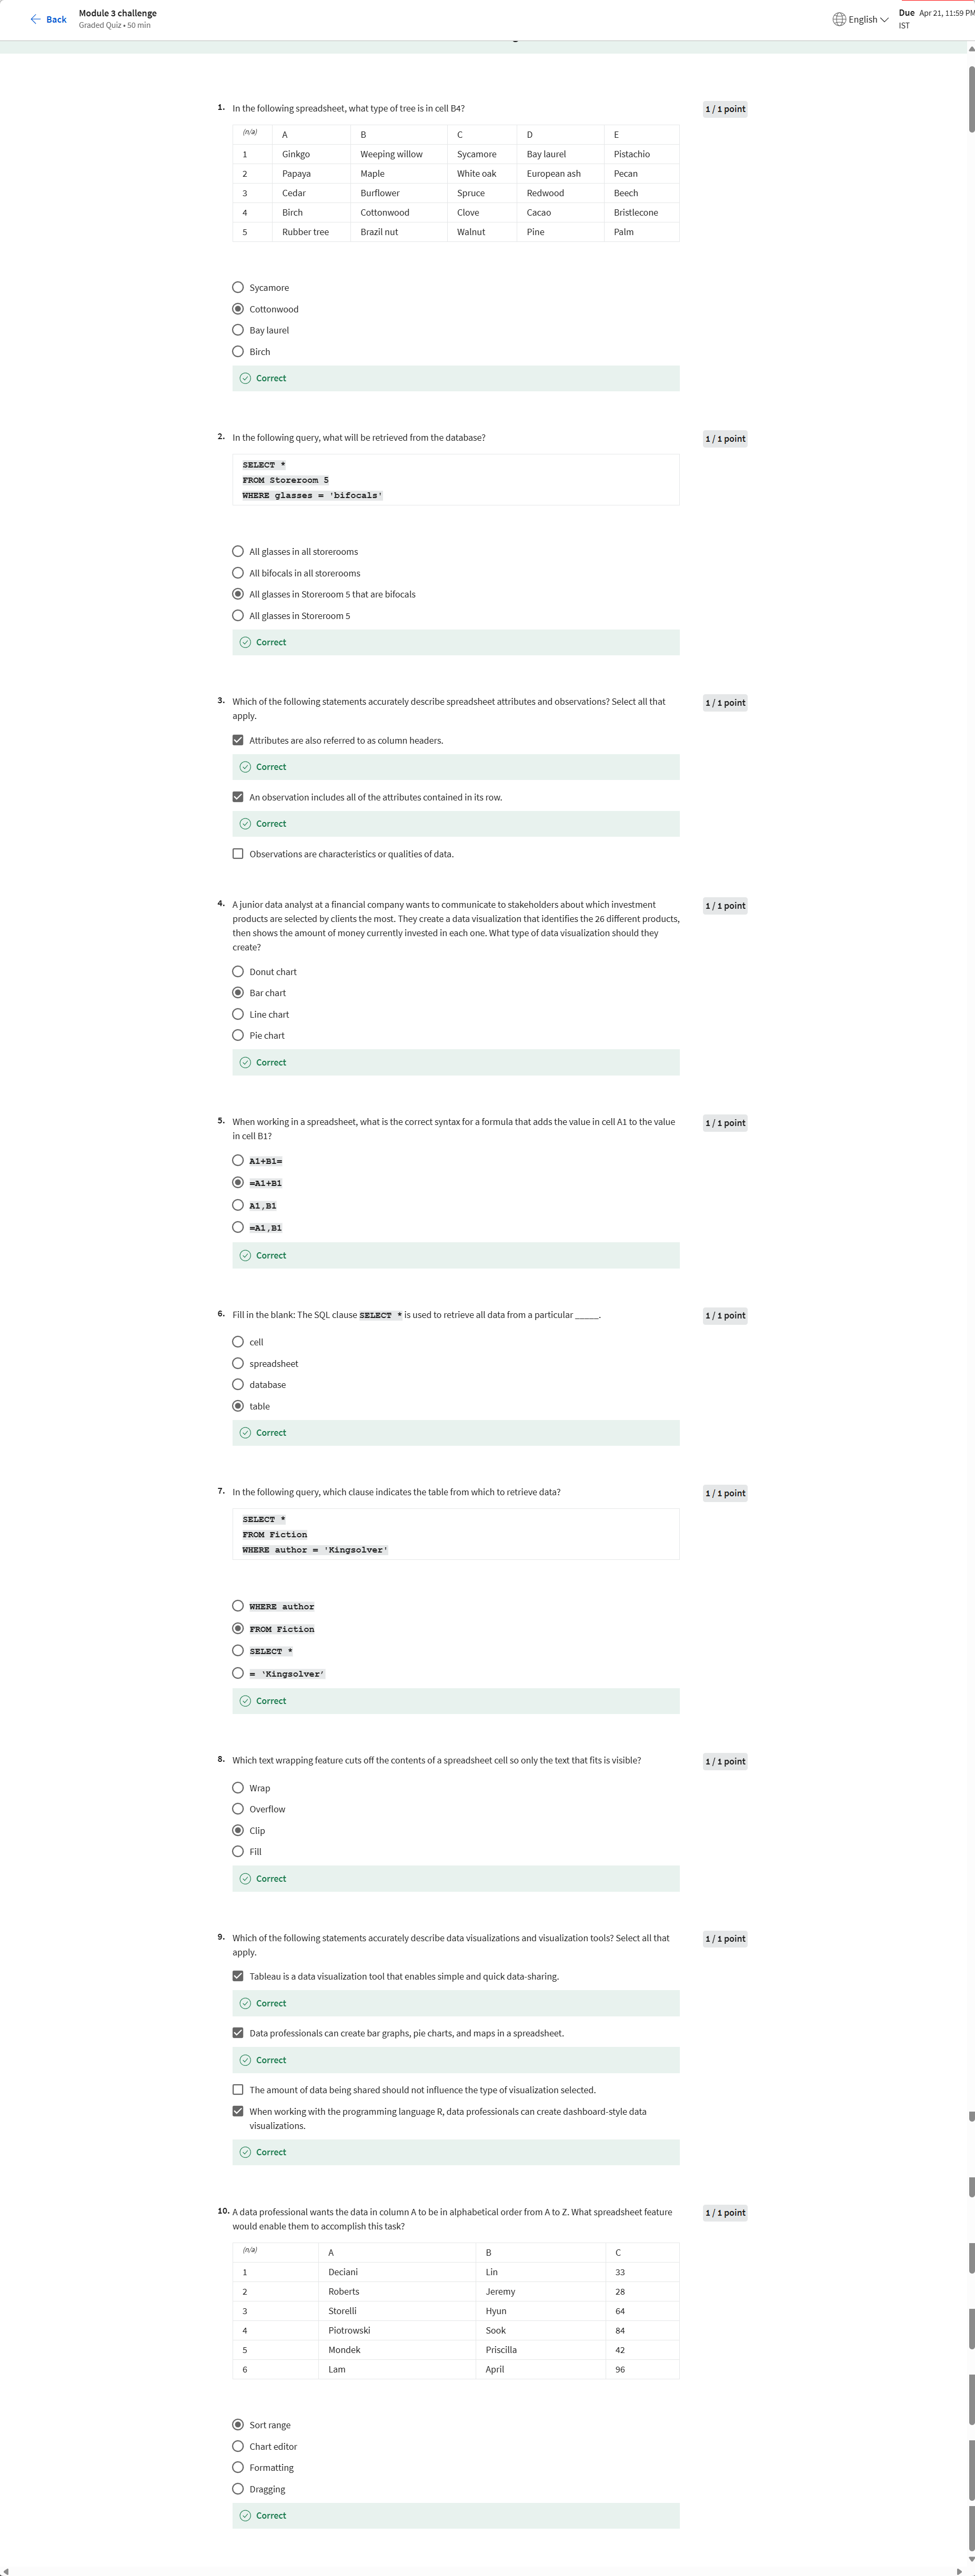 Back
Module 3 challenge
Graded Quiz • 50 min
English
Due Apr 21, 11:59 PM
IST
1. In the following spreadsheet, what type of tree is in cell B4?
1 / 1 point
(n/a) A B C D E
1 Ginkgo Weeping willow Sycamore Bay laurel Pistachio
2 Papaya Maple White oak European ash Pecan
3 Cedar Burflower Spruce Redwood Beech
4 Birch Cottonwood Clove Cacao Bristlecone
5 Rubber tree Brazil nut Walnut Pine Palm
Sycamore
Cottonwood
Bay laurel
Birch
Correct
2. In the following query, what will be retrieved from the database?
1 / 1 point
SELECT *
FROM Storeroom 5
WHERE glasses = 'bifocals'
All glasses in all storerooms
All bifocals in all storerooms
All glasses in Storeroom 5 that are bifocals
All glasses in Storeroom 5
Correct
3. Which of the following statements accurately describe spreadsheet attributes and observations? Select all that
apply.
1 / 1 point
Attributes are also referred to as column headers.
Correct
An observation includes all of the attributes contained in its row.
Correct
Observations are characteristics or qualities of data.
4. A junior data analyst at a financial company wants to communicate to stakeholders about which investment
products are selected by clients the most. They create a data visualization that identifies the 26 different products,
then shows the amount of money currently invested in each one. What type of data visualization should they
create?
1 / 1 point
Donut chart
Bar chart
Line chart
Pie chart
Correct
5. When working in a spreadsheet, what is the correct syntax for a formula that adds the value in cell A1 to the value
in cell B1?
1 / 1 point
A1+B1=
=A1+B1
A1,B1
=A1,B1
Correct
6. Fill in the blank: The SQL clause SELECT * is used to retrieve all data from a particular _____.
1 / 1 point
cell
spreadsheet
database
table
Correct
7. In the following query, which clause indicates the table from which to retrieve data?
1 / 1 point
SELECT *
FROM Fiction
WHERE author = 'Kingsolver'
WHERE author
FROM Fiction
SELECT *
= ‘Kingsolver’
Correct
8. Which text wrapping feature cuts off the contents of a spreadsheet cell so only the text that fits is visible?
1 / 1 point
Wrap
Overflow
Clip
Fill
Correct
9. Which of the following statements accurately describe data visualizations and visualization tools? Select all that
apply.
1 / 1 point
Tableau is a data visualization tool that enables simple and quick data-sharing.
Correct
Data professionals can create bar graphs, pie charts, and maps in a spreadsheet.
Correct
The amount of data being shared should not influence the type of visualization selected.
When working with the programming language R, data professionals can create dashboard-style data
visualizations.
Correct
10. A data professional wants the data in column A to be in alphabetical order from A to Z. What spreadsheet feature
would enable them to accomplish this task?
1 / 1 point
(n/a) A B C
1 Deciani Lin 33
2 Roberts Jeremy 28
3 Storelli Hyun 64
4 Piotrowski Sook 84
5 Mondek Priscilla 42
6 Lam April 96
Sort range
Chart editor
Formatting
Dragging
Correct